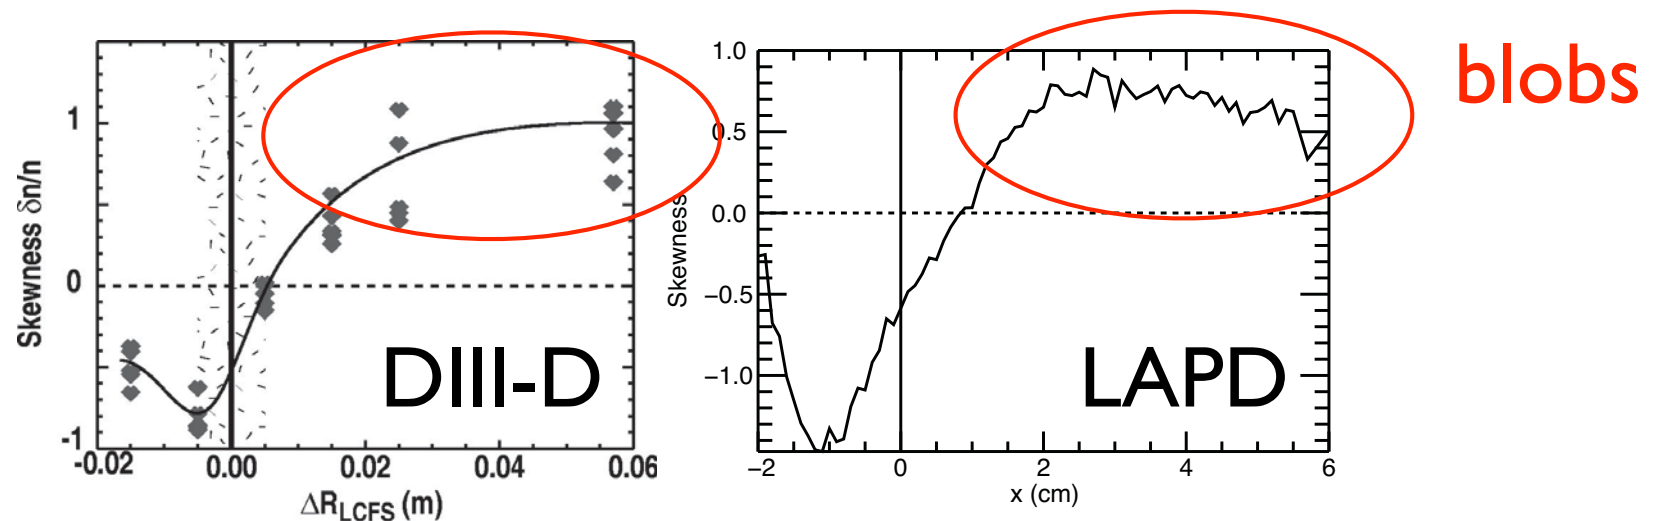 blobs
Skewness δn/n
1
0
-1
-0.02 0.00 0.02 0.04 0.06
ΔR_LCFS (m)
DIII-D
Skewness
1.0
0.5
0.0
−0.5
−1.0
−2 0 2 4 6
x (cm)
LAPD